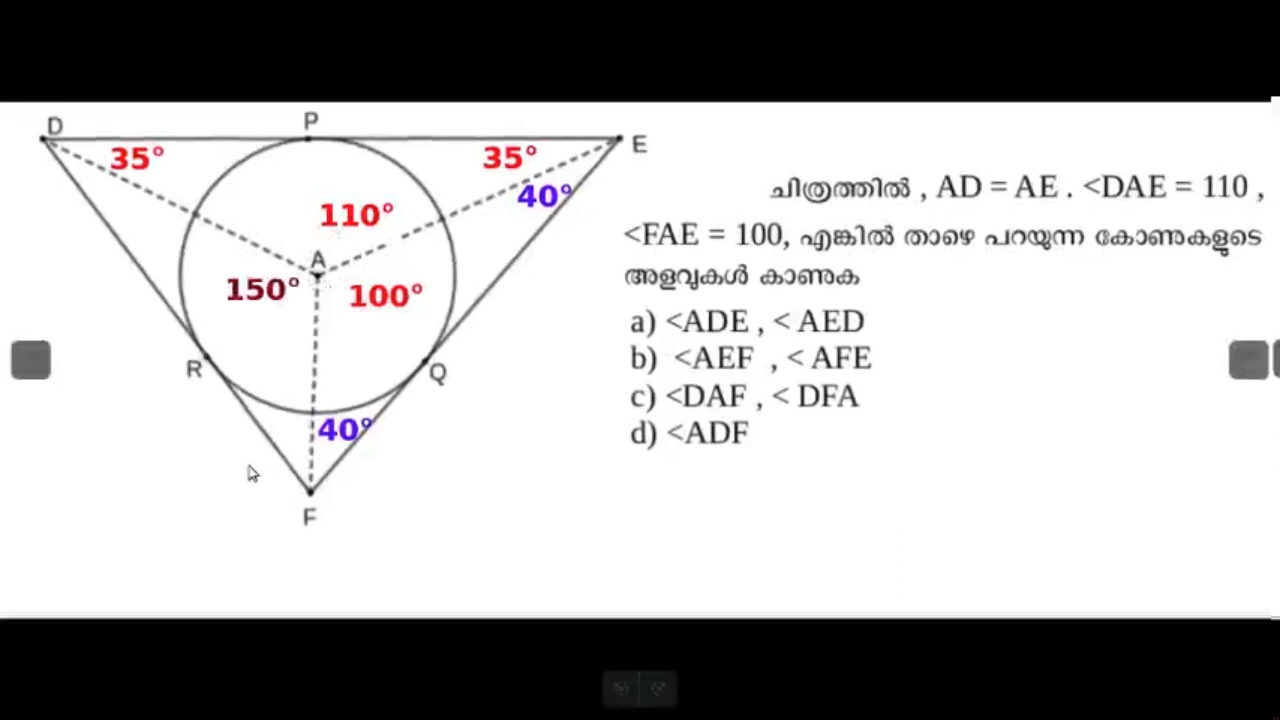 D
P
E
35°
35°
40°
110°
A
150°
100°
R
Q
40°
F
ചിത്രത്തിൽ , AD = AE . <DAE = 110 ,
<FAE = 100, എങ്കിൽ താഴെ പറയുന്ന കോണുകളുടെ
അളവുകൾ കാണുക
a) <ADE , < AED
b) <AEF , < AFE
c) <DAF , < DFA
d) <ADF